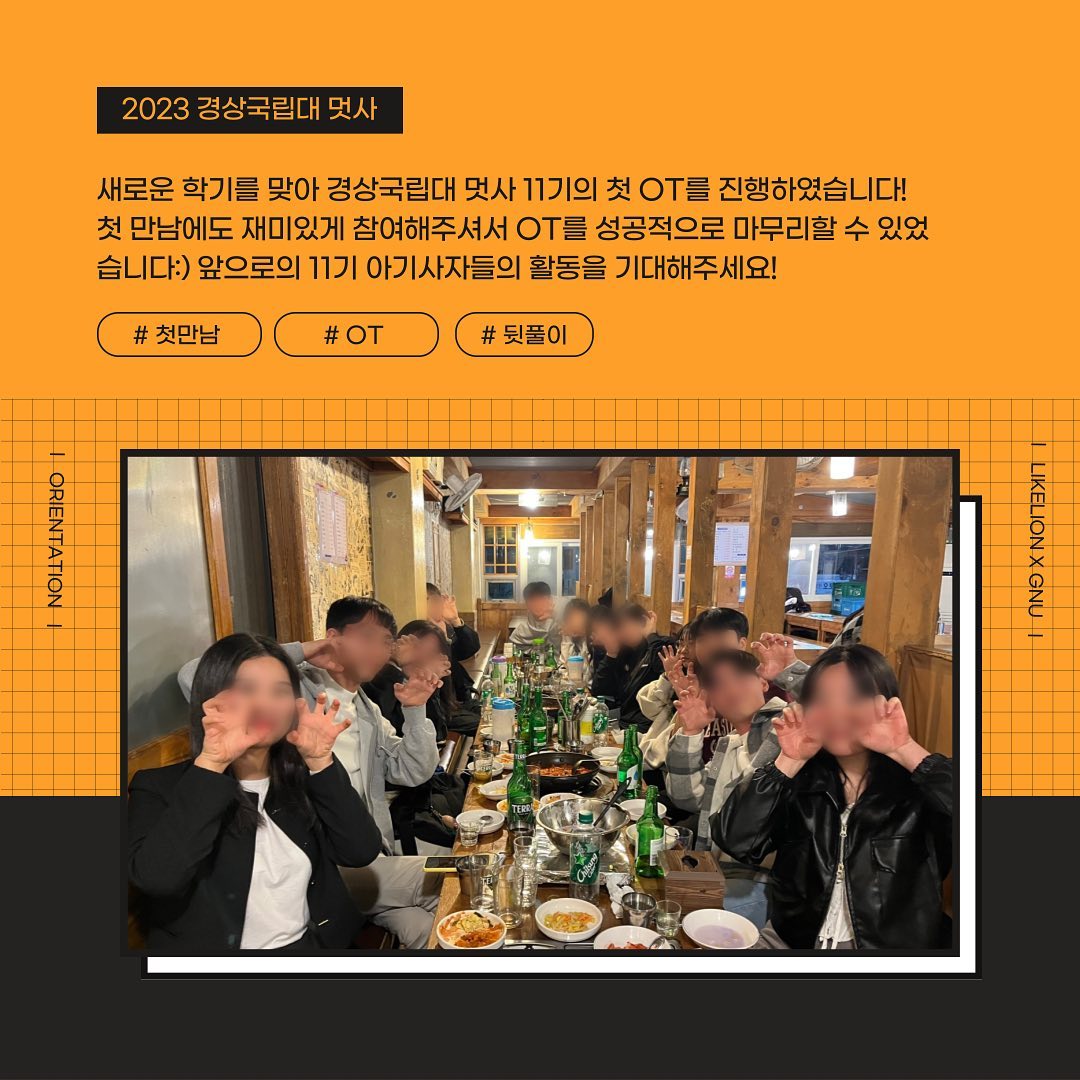 2023 경상국립대 멋사
새로운 학기를 맞아 경상국립대 멋사 11기의 첫 OT를 진행하였습니다!
첫 만남에도 재미있게 참여해주셔서 OT를 성공적으로 마무리할 수 있었
습니다:) 앞으로의 11기 아기사자들의 활동을 기대해주세요!
# 첫만남
# OT
# 뒷풀이
| ORIENTATION |
| LIKELION X GNU |
TERRA
Chilsung